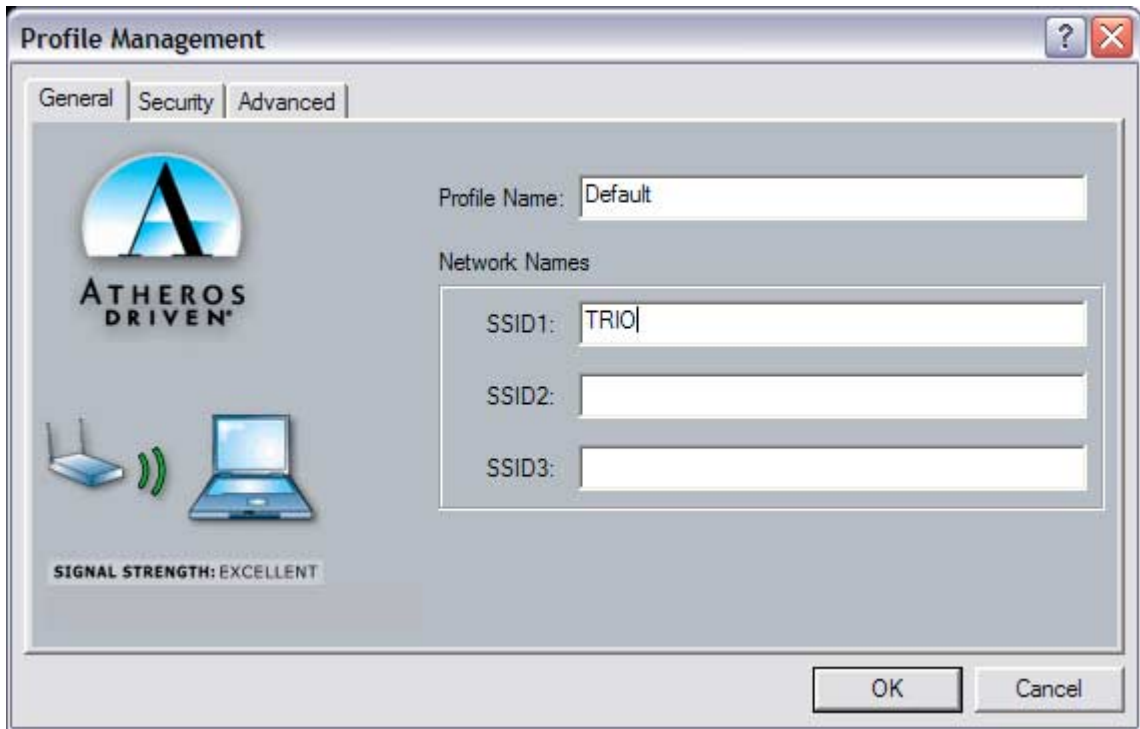 Profile Management
?
General Security Advanced
A
ATHEROS
DRIVEN®
Profile Name: Default
Network Names
SSID1: TRIO
SSID2:
SSID3:
SIGNAL STRENGTH: EXCELLENT
OK Cancel